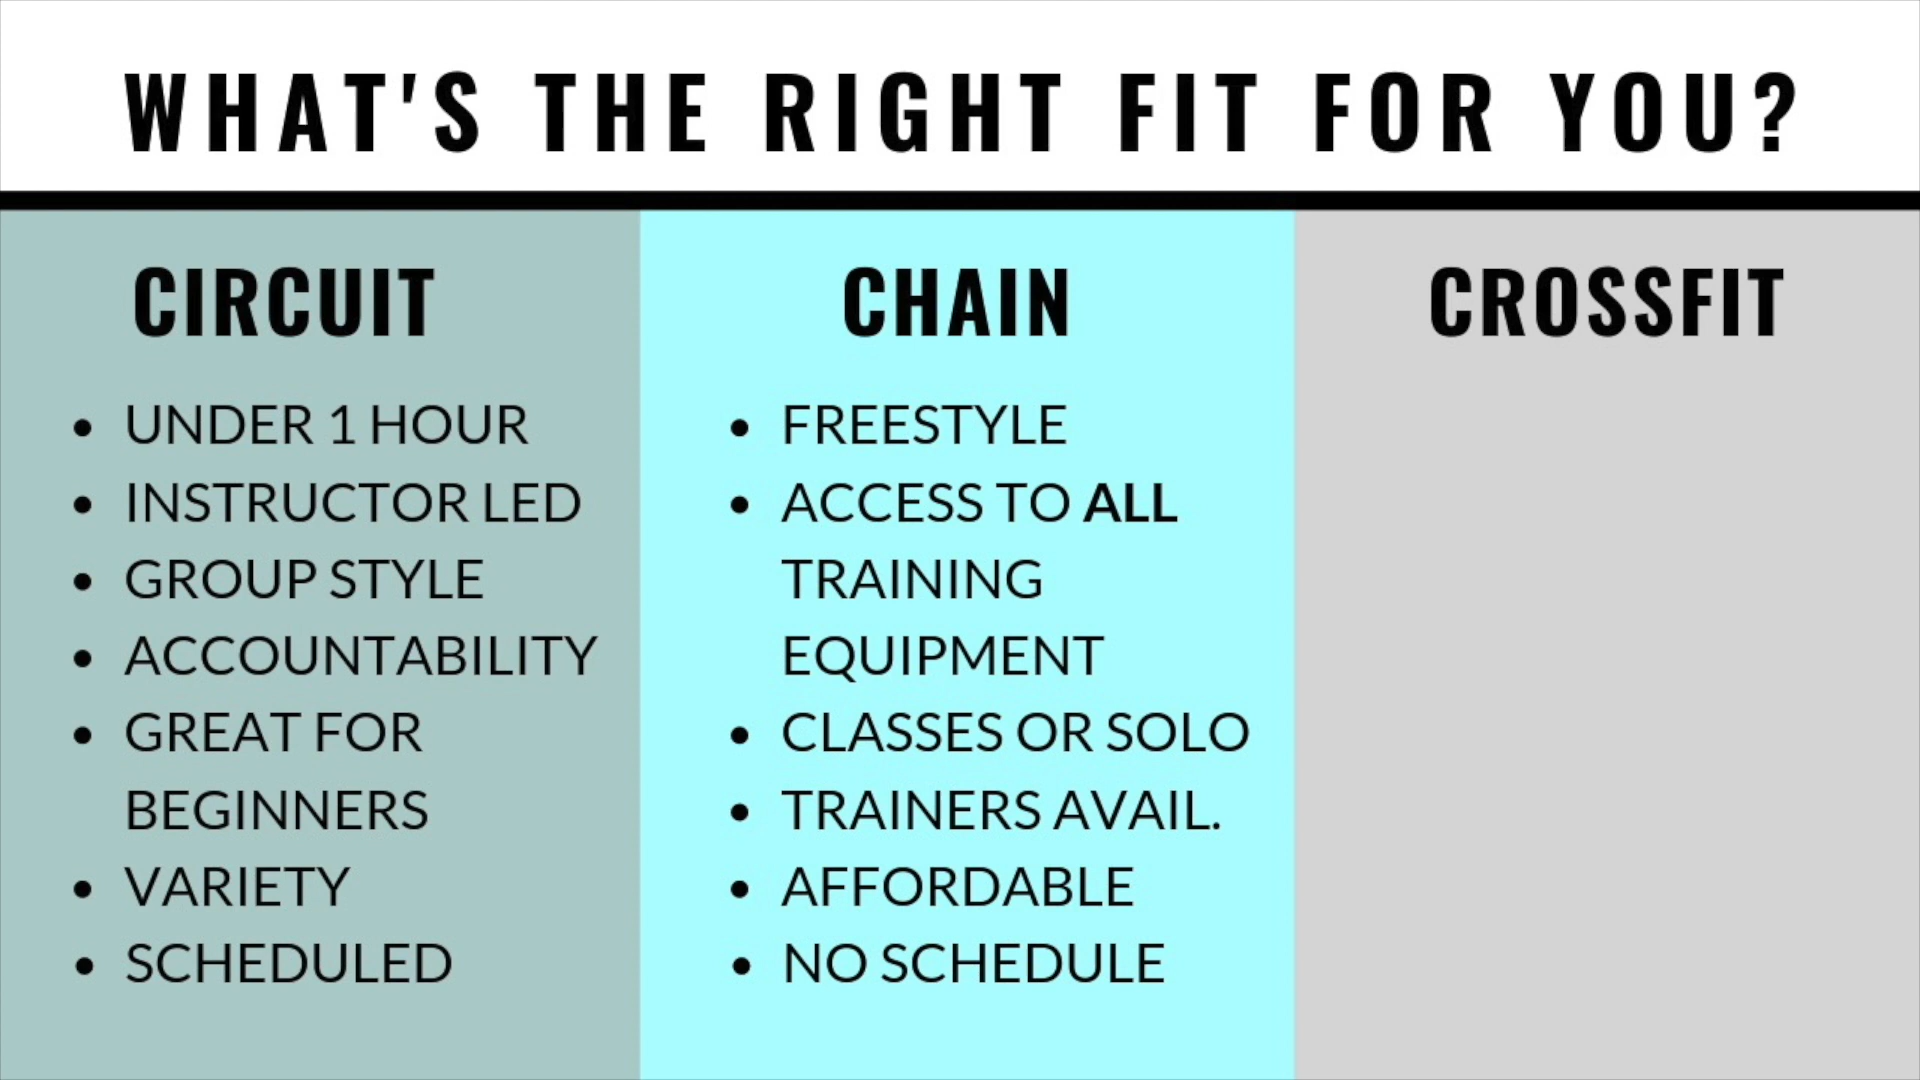 WHAT'S THE RIGHT FIT FOR YOU?
CIRCUIT
• UNDER 1 HOUR
• INSTRUCTOR LED
• GROUP STYLE
• ACCOUNTABILITY
• GREAT FOR
BEGINNERS
• VARIETY
• SCHEDULED
CHAIN
• FREESTYLE
• ACCESS TO ALL
TRAINING
EQUIPMENT
• CLASSES OR SOLO
• TRAINERS AVAIL.
• AFFORDABLE
• NO SCHEDULE
CROSSFIT